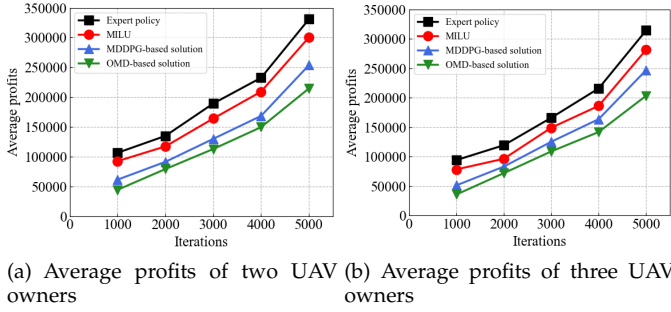 350000
300000
250000
200000
150000
100000
50000
0
Average profits
Expert policy
MILU
MDDPG-based solution
OMD-based solution
0 1000 2000 3000 4000 5000
Iterations
(a) Average profits of two UAV
owners
350000
300000
250000
200000
150000
100000
50000
0
Average profits
Expert policy
MILU
MDDPG-based solution
OMD-based solution
0 1000 2000 3000 4000 5000
Iterations
(b) Average profits of three UAV
owners